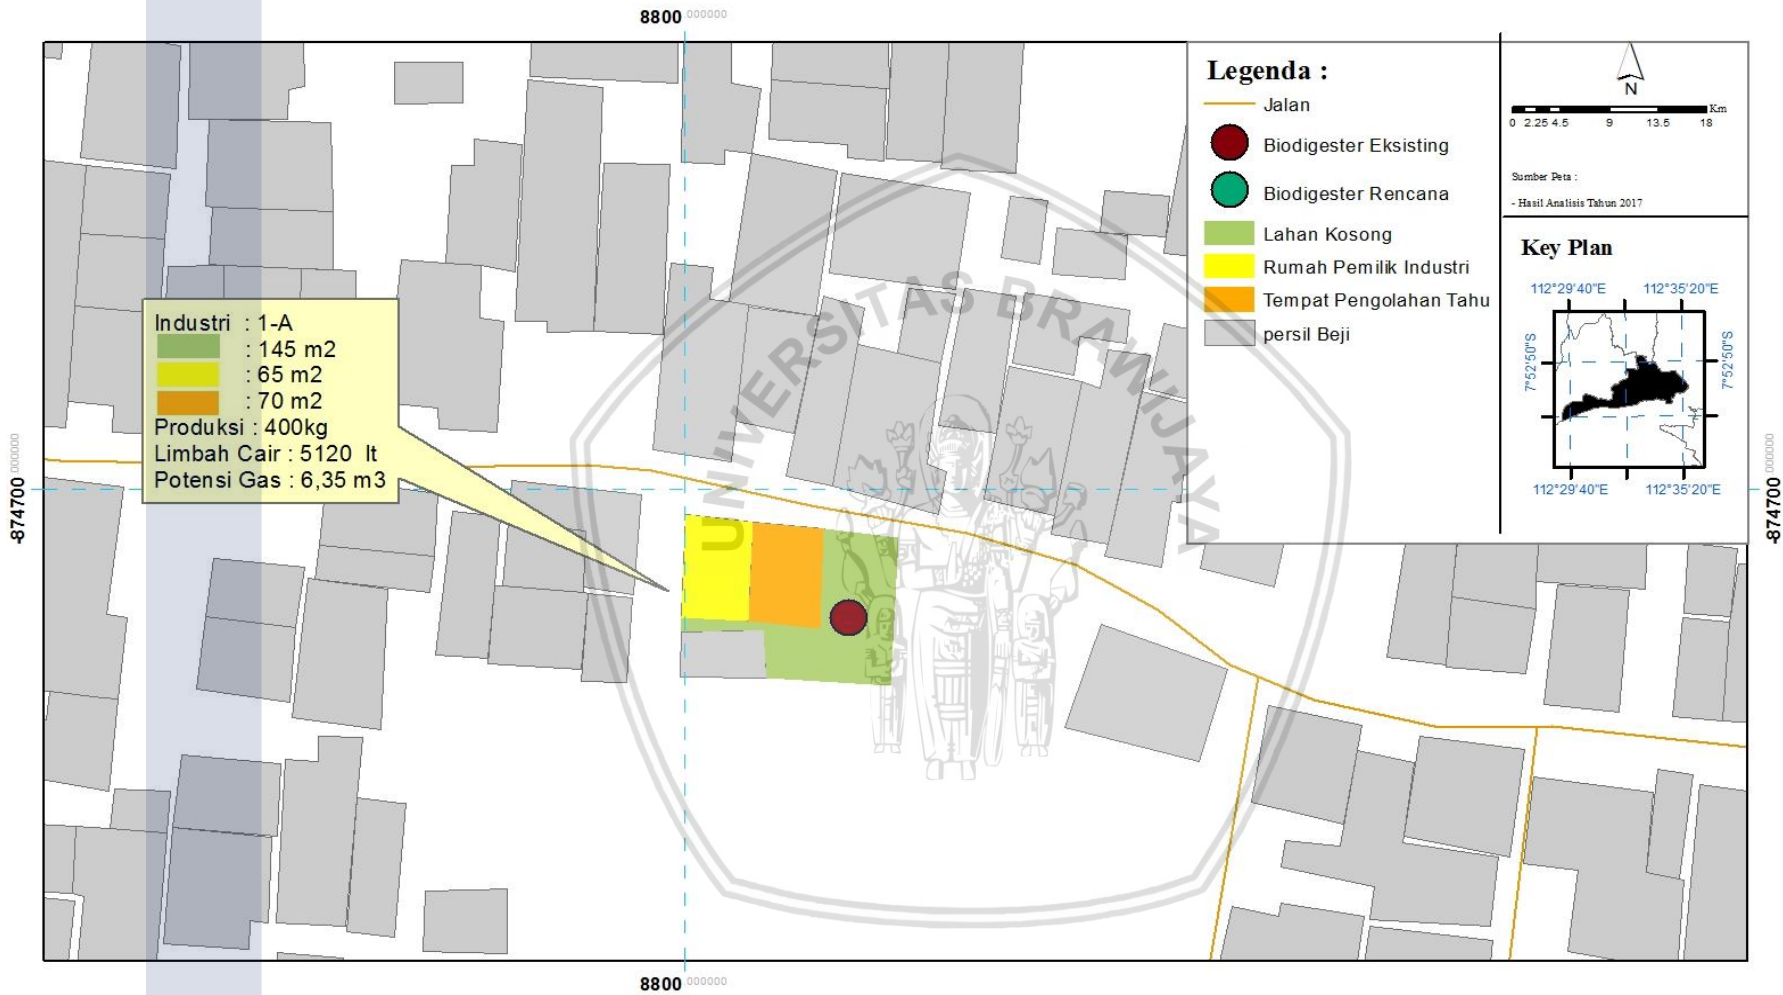 8800 000000
Legenda :
Jalan
Biodigester Eksisting
Biodigester Rencana
Lahan Kosong
Rumah Pemilik Industri
Tempat Pengolahan Tahu
persil Beji
N
Km
0 2.25 4.5 9 13.5 18
Sumber Peta :
- Hasil Analisis Tahun 2017
Key Plan
112°29'40"E 112°35'20"E
7°52'50"S 7°52'50"S
112°29'40"E 112°35'20"E
Industri : 1-A
: 145 m2
: 65 m2
: 70 m2
Produksi : 400kg
Limbah Cair : 5120 lt
Potensi Gas : 6,35 m3
UNIVERSITAS BRAWIJAYA
-874700 000000
-874700 000000
8800 000000